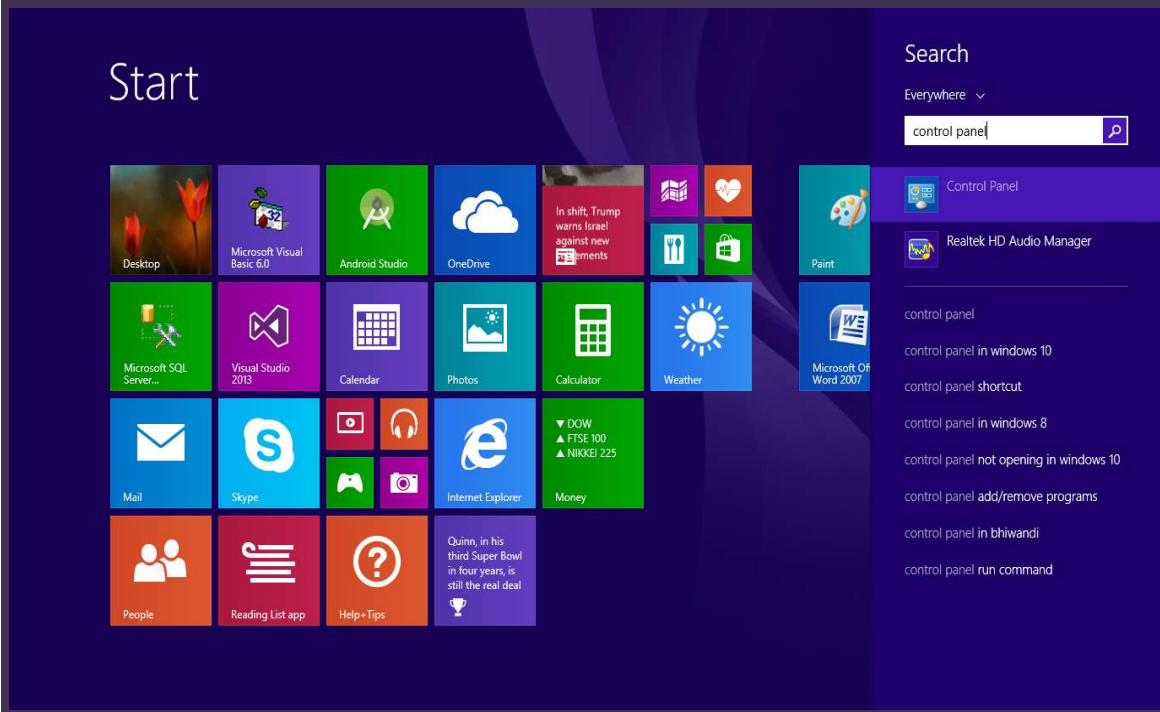 Start
Search
Everywhere
control panel
Control Panel
Realtek HD Audio Manager
control panel
control panel in windows 10
control panel shortcut
control panel in windows 8
control panel not opening in windows 10
control panel add/remove programs
control panel in bhiwandi
control panel run command
Desktop
32
Microsoft Visual
Basic 6.0
Android Studio
OneDrive
In shift, Trump
warns Israel
against new
Paint
Microsoft SQL
Server...
Visual Studio
2013
Calendar
Photos
Calculator
Weather
W
Microsoft Of
Word 2007
Mail
S
Skype
Internet Explorer
▼ DOW
▲ FTSE 100
▲ NIKKEI 225
Money
People
Reading List app
?
Help+Tips
Quinn, in his
third Super Bowl
in four years, is
still the real deal